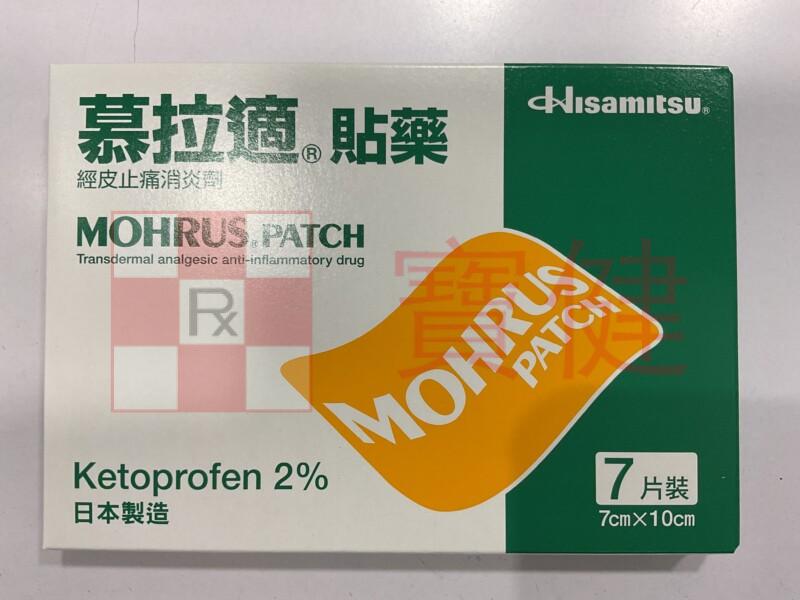 慕拉適® 貼藥
經皮止痛消炎劑
MOHRUS® PATCH
Transdermal analgesic anti-inflammatory drug
Hisamitsu®
Rx
寶健
MOHRUS
PATCH
Ketoprofen 2%
日本製造
7片裝
7cm×10cm